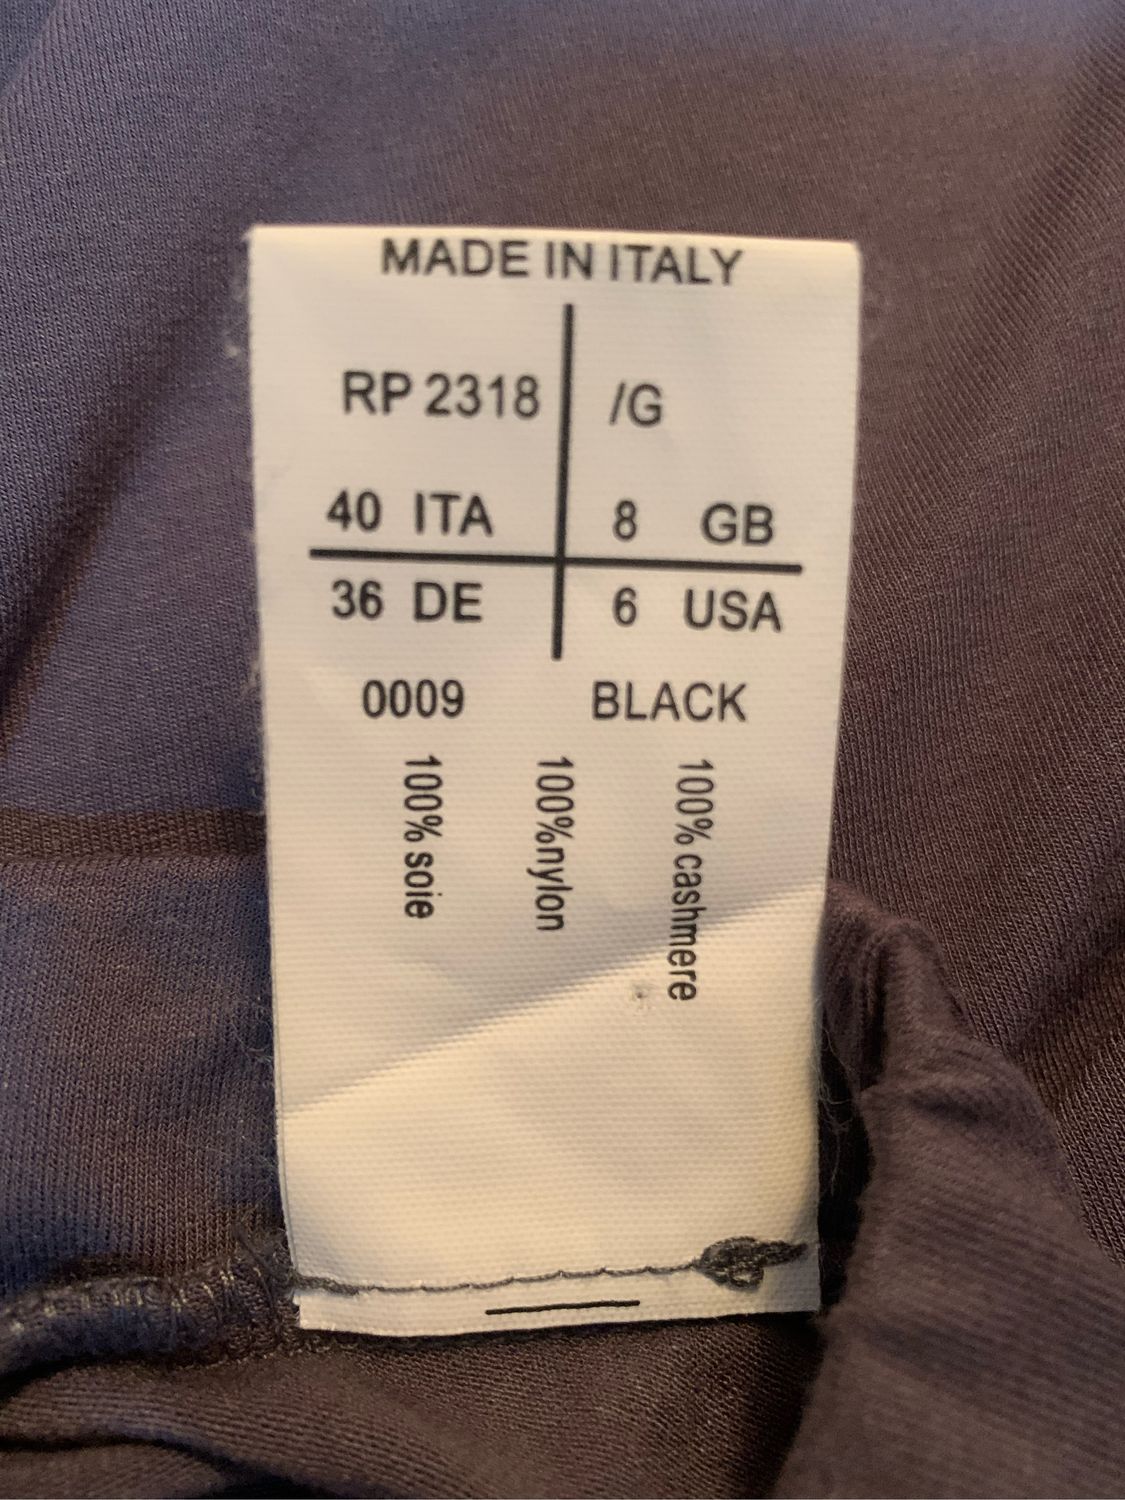 MADE IN ITALY
RP 2318 /G
40 ITA 8 GB
36 DE 6 USA
0009 BLACK
100% soie
100%nylon
100% cashmere